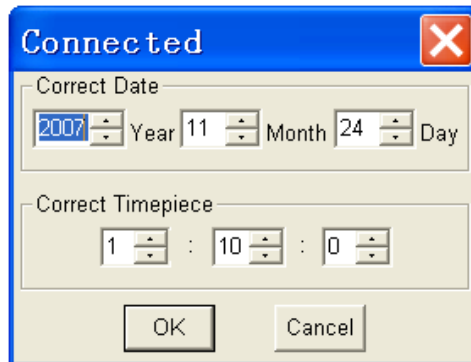 Connected
Correct Date
2007 Year 11 Month 24 Day
Correct Timepiece
1 : 10 : 0
OK Cancel